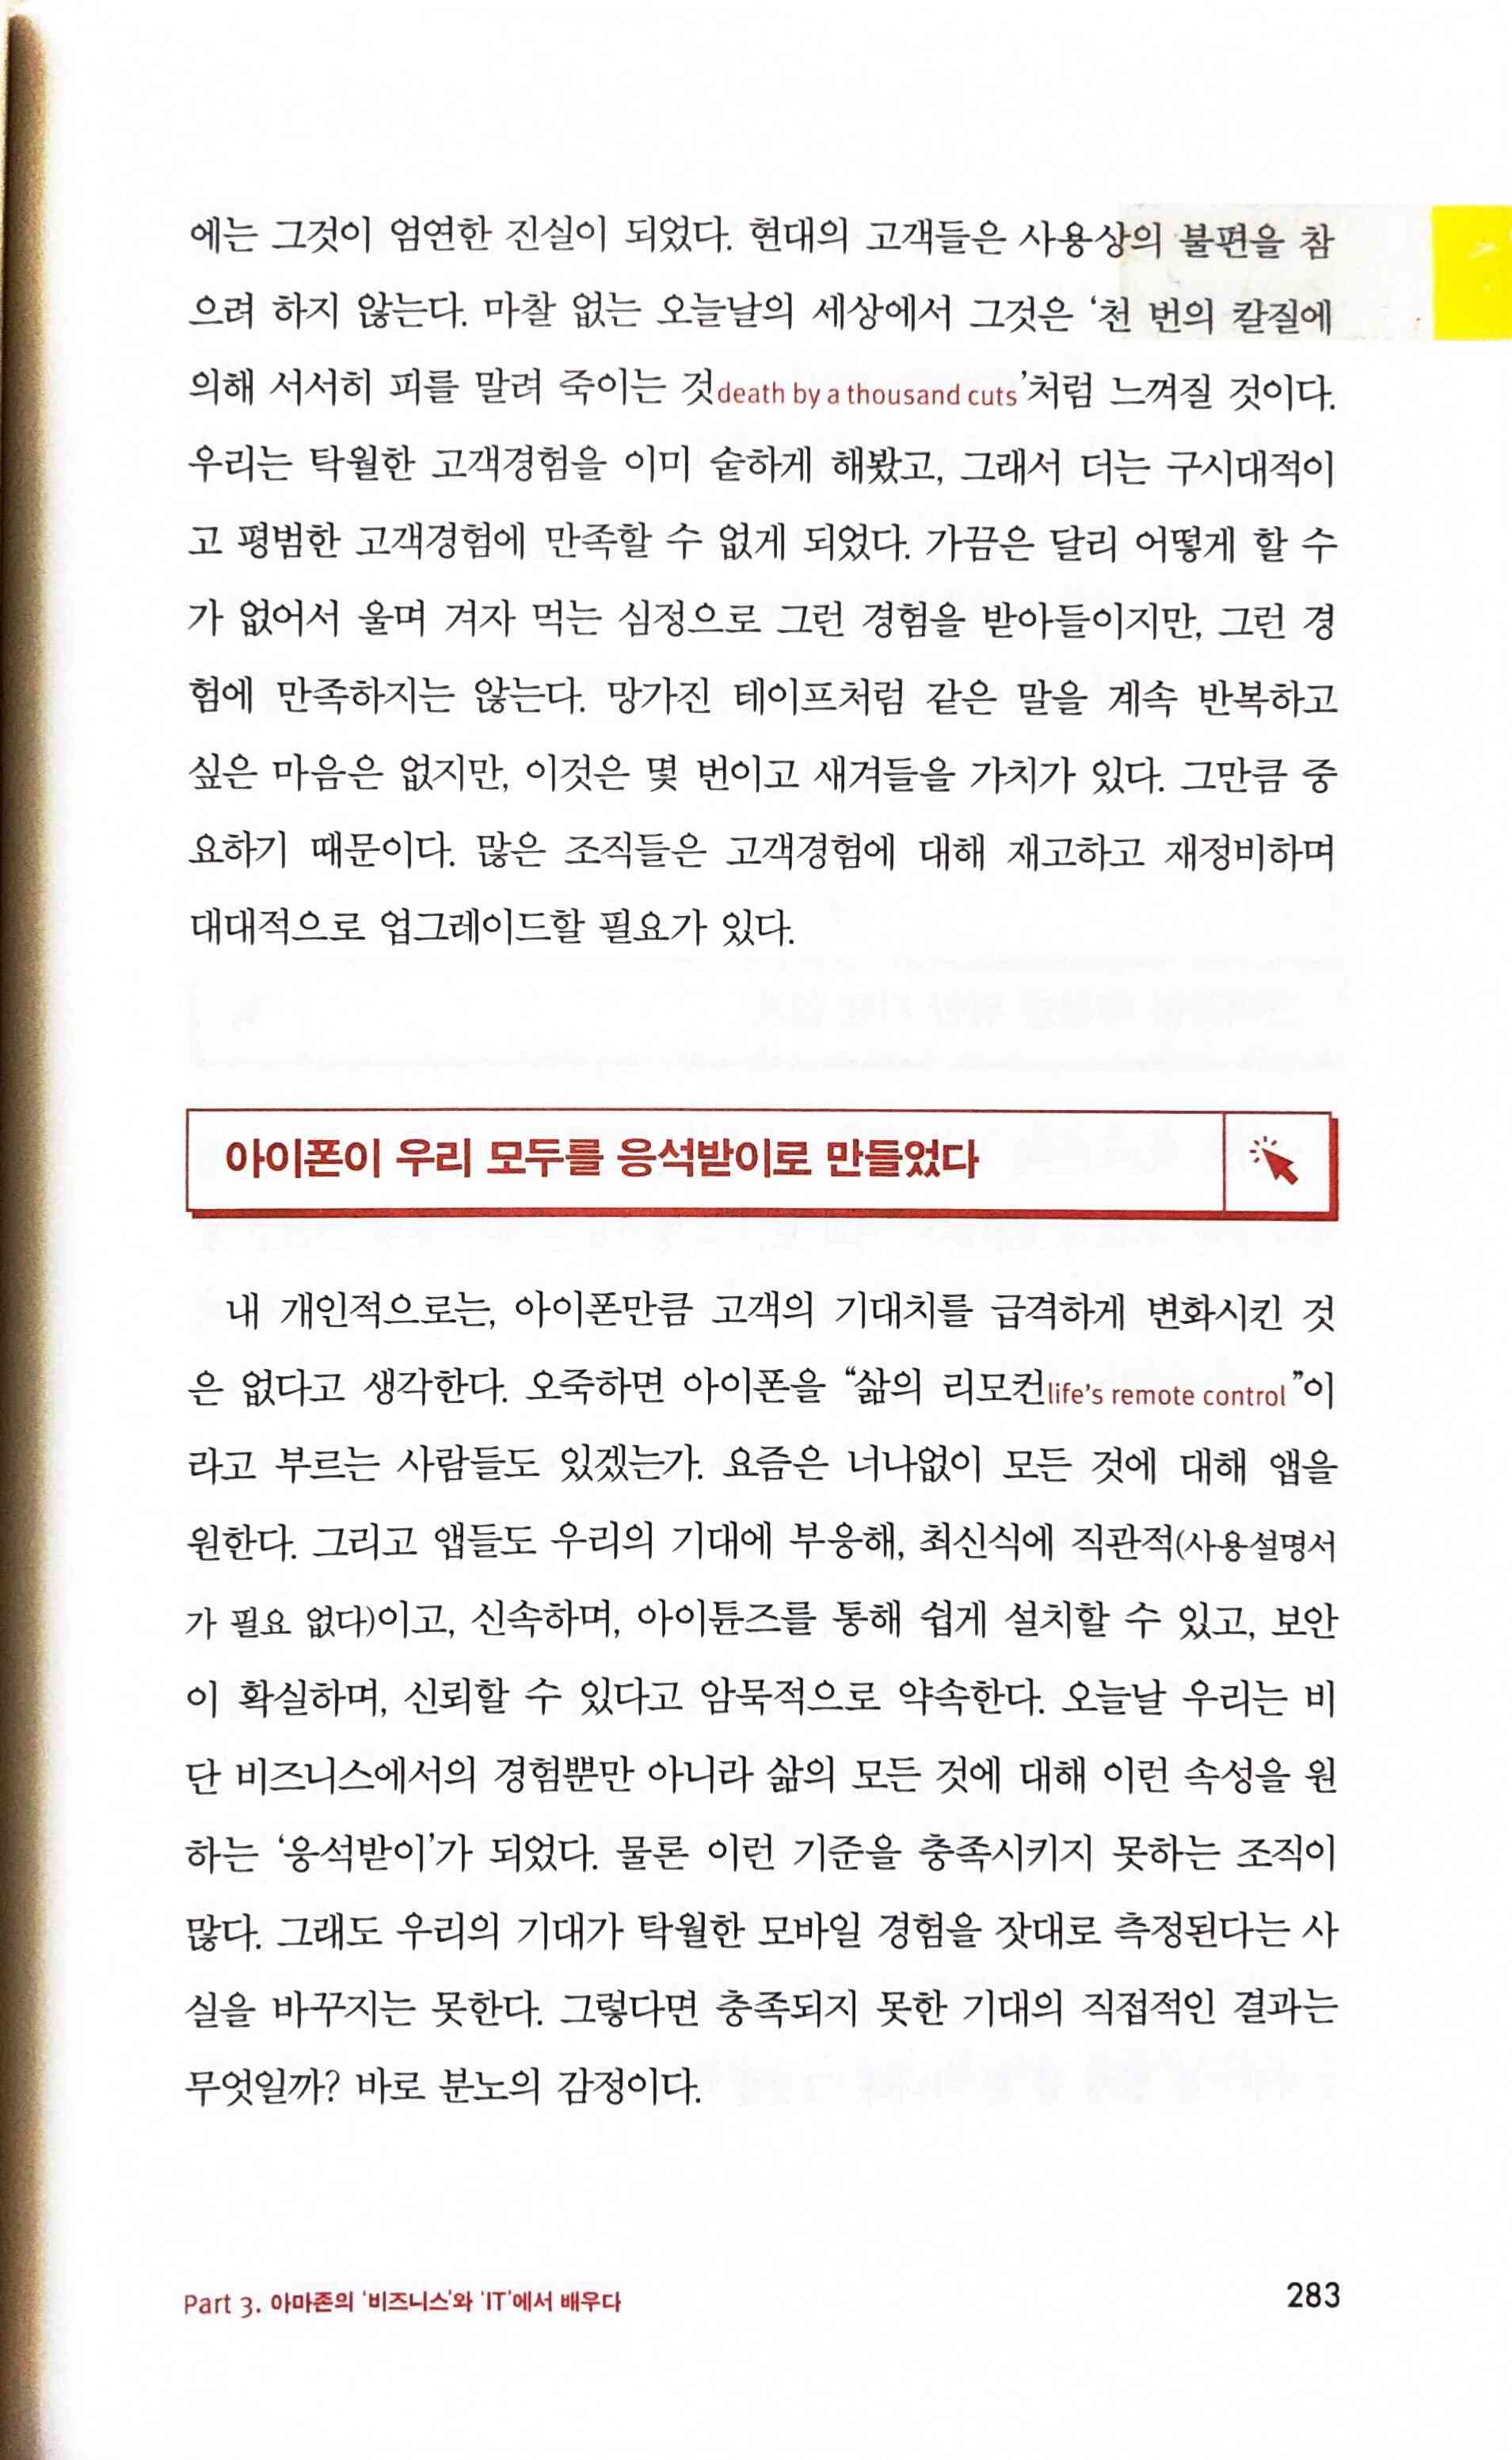 에는 그것이 엄연한 진실이 되었다. 현대의 고객들은 사용상의 불편을 참
으려 하지 않는다. 마찰 없는 오늘날의 세상에서 그것은 ‘천 번의 칼질에
의해 서서히 피를 말려 죽이는 것death by a thousand cuts’처럼 느껴질 것이다.
우리는 탁월한 고객경험을 이미 숱하게 해봤고, 그래서 더는 구시대적이
고 평범한 고객경험에 만족할 수 없게 되었다. 가끔은 달리 어떻게 할 수
가 없어서 울며 겨자 먹는 심정으로 그런 경험을 받아들이지만, 그런 경
험에 만족하지는 않는다. 망가진 테이프처럼 같은 말을 계속 반복하고
싶은 마음은 없지만, 이것은 몇 번이고 새겨들을 가치가 있다. 그만큼 중
요하기 때문이다. 많은 조직들은 고객경험에 대해 재고하고 재정비하며
대대적으로 업그레이드할 필요가 있다.
아이폰이 우리 모두를 응석받이로 만들었다
내 개인적으로는, 아이폰만큼 고객의 기대치를 급격하게 변화시킨 것
은 없다고 생각한다. 오죽하면 아이폰을 “삶의 리모컨life’s remote control”이
라고 부르는 사람들도 있겠는가. 요즘은 너나없이 모든 것에 대해 앱을
원한다. 그리고 앱들도 우리의 기대에 부응해, 최신식에 직관적(사용설명서
가 필요 없다)이고, 신속하며, 아이튠즈를 통해 쉽게 설치할 수 있고, 보안
이 확실하며, 신뢰할 수 있다고 암묵적으로 약속한다. 오늘날 우리는 비
단 비즈니스에서의 경험뿐만 아니라 삶의 모든 것에 대해 이런 속성을 원
하는 ‘응석받이’가 되었다. 물론 이런 기준을 충족시키지 못하는 조직이
많다. 그래도 우리의 기대가 탁월한 모바일 경험을 잣대로 측정된다는 사
실을 바꾸지는 못한다. 그렇다면 충족되지 못한 기대의 직접적인 결과는
무엇일까? 바로 분노의 감정이다.
Part 3. 아마존의 ‘비즈니스’와 ‘IT’에서 배우다
283